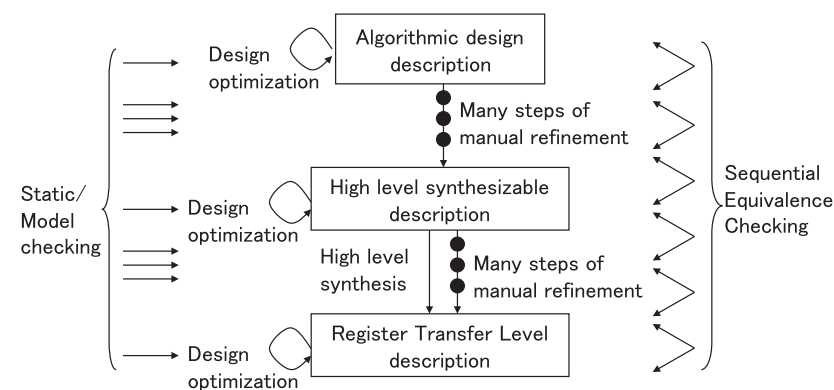 Algorithmic design
description
Design
optimization
Many steps of
manual refinement
Static/
Model
checking
High level synthesizable
description
Design
optimization
Sequential
Equivalence
Checking
High level
synthesis
Many steps of
manual refinement
Register Transfer Level
description
Design
optimization